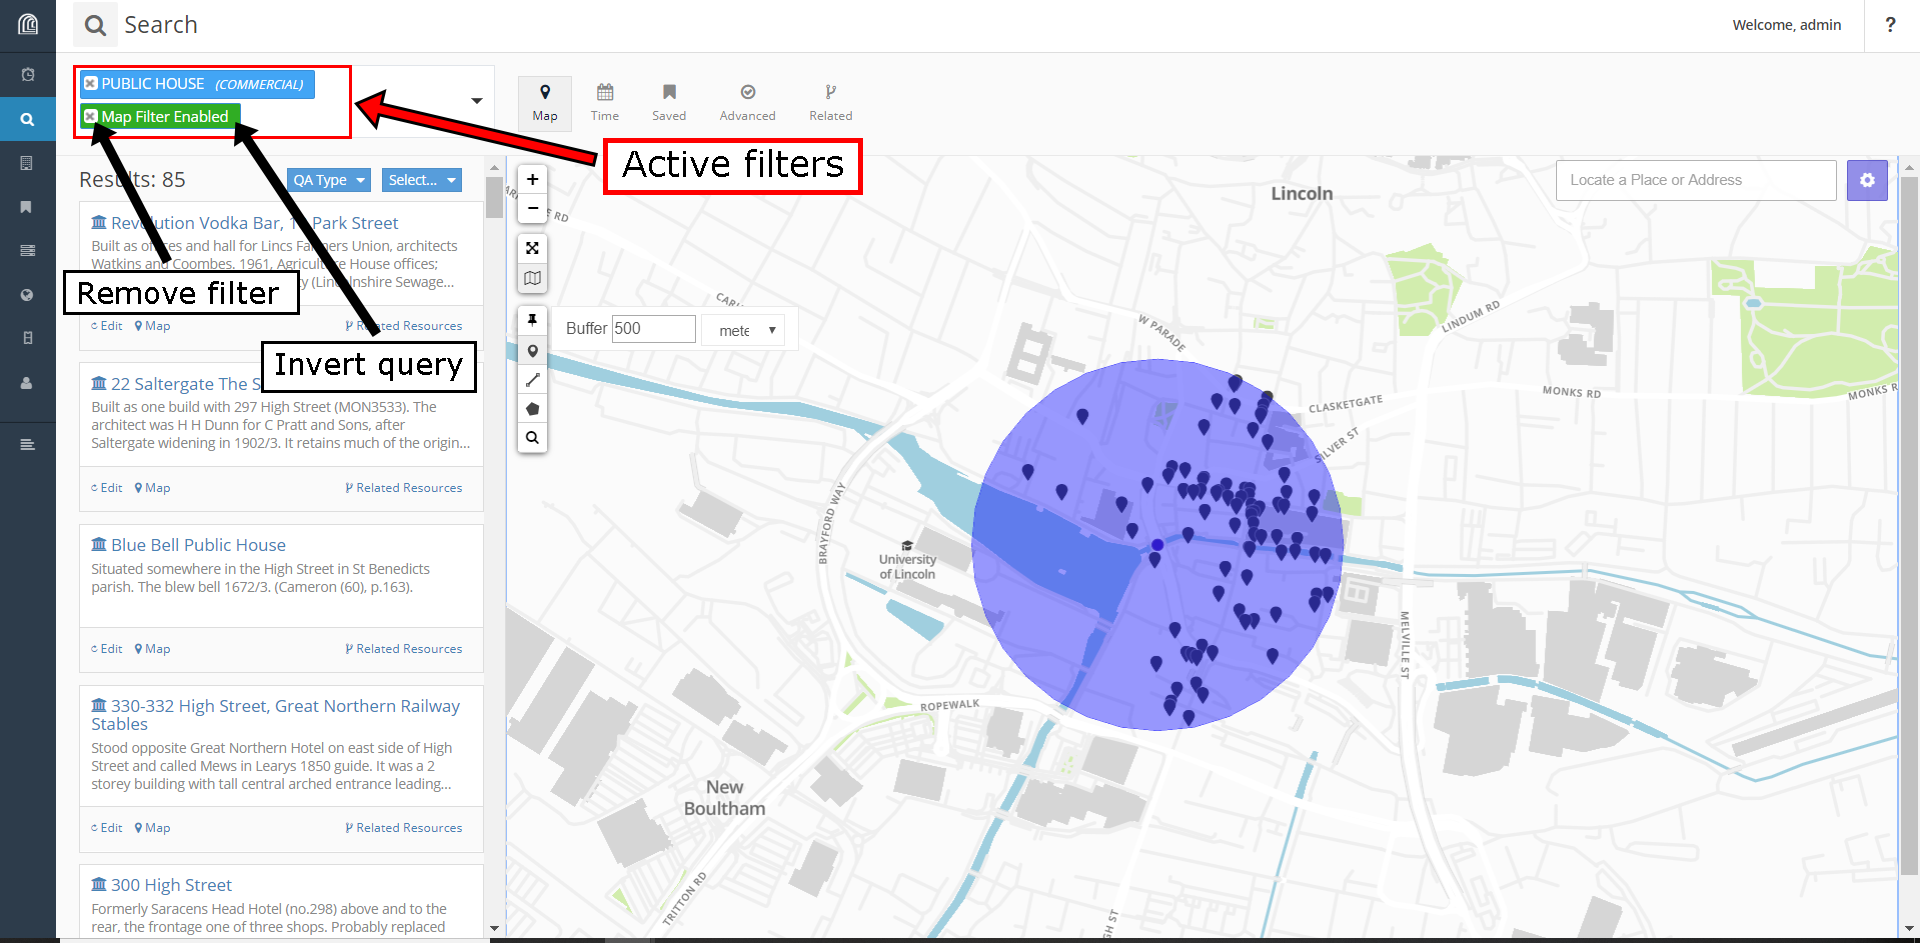 Search
Welcome, admin
?
PUBLIC HOUSE (COMMERCIAL)
Map Filter Enabled
Map
Time
Saved
Advanced
Related
Active filters
Results: 85
QA Type
Select...
Park Street
Built as offices and hall for Lincs Farmers Union, architects
Watkins and Coombes. 1961, Agriculture House offices;
Sewage...
Remove filter
Edit
Map
Related Resources
Invert query
22 Saltergate The S
Built as one build with 297 High Street (MON3533). The
architect was H H Dunn for C Pratt and Sons, after
Saltergate widening in 1902/3. It retains much of the origin...
Edit
Map
Related Resources
Blue Bell Public House
Situated somewhere in the High Street in St Benedicts
parish. The blew bell 1672/3. (Cameron (60), p.163).
Edit
Map
Related Resources
330-332 High Street, Great Northern Railway
Stables
Stood opposite Great Northern Hotel on east side of High
Street and called Mews in Learys 1850 guide. It was a 2
storey building with tall central arched entrance leading...
Edit
Map
Related Resources
300 High Street
Formerly Saracens Head Hotel (no.298) above and to the
rear, the frontage one of three shops. Probably replaced
+
−
Buffer 500 mete
Locate a Place or Address
Lincoln
E RD
CAR
W PARADE
LINDUM RD
MONKS RD
MONKS R
CLASKETGATE
SILVER ST
BRAYFORD WAY
University
of Lincoln
MELVILLE ST
ROPEWALK
New
Boultham
TRITTON RD
GH ST